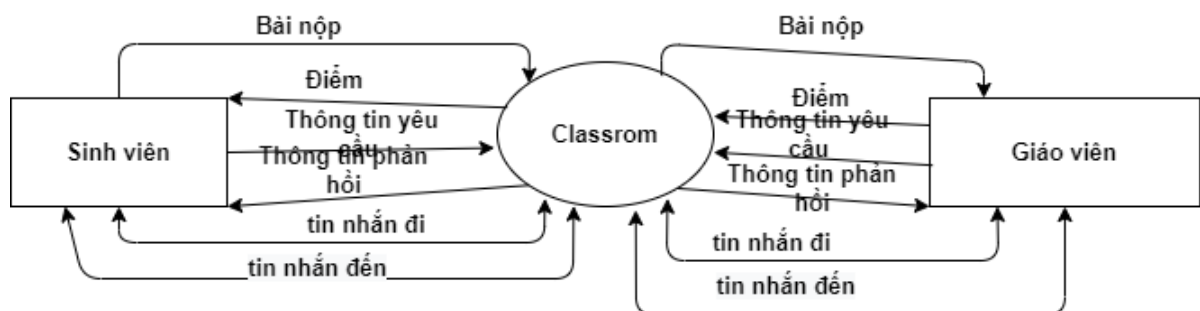 Bài nộp
Bài nộp
Điểm
Điểm
Thông tin yêu
cầu
Thông tin yêu
cầu
Sinh viên
Classrom
Giáo viên
Thông tin phản
hồi
Thông tin phản
hồi
tin nhắn đi
tin nhắn đi
tin nhắn đến
tin nhắn đến